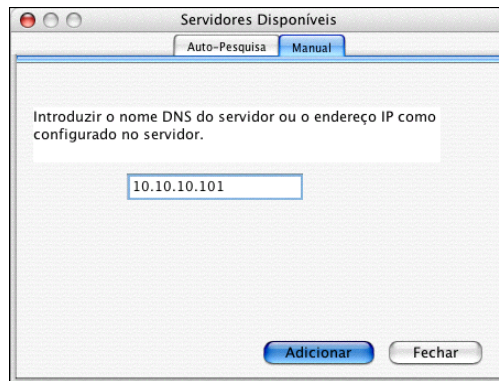 Servidores Disponíveis
Auto-Pesquisa Manual
Introduzir o nome DNS do servidor ou o endereço IP como
configurado no servidor.
10.10.10.101
Adicionar Fechar